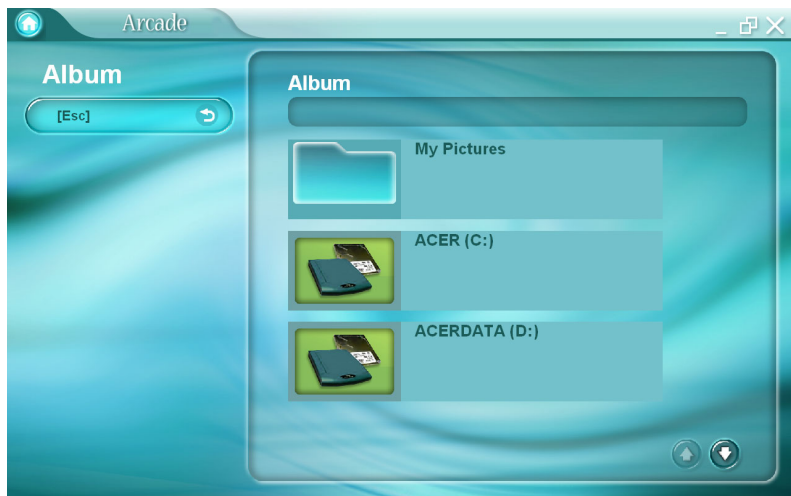 Arcade
Album
[Esc]
Album
My Pictures
ACER (C:)
ACERDATA (D:)